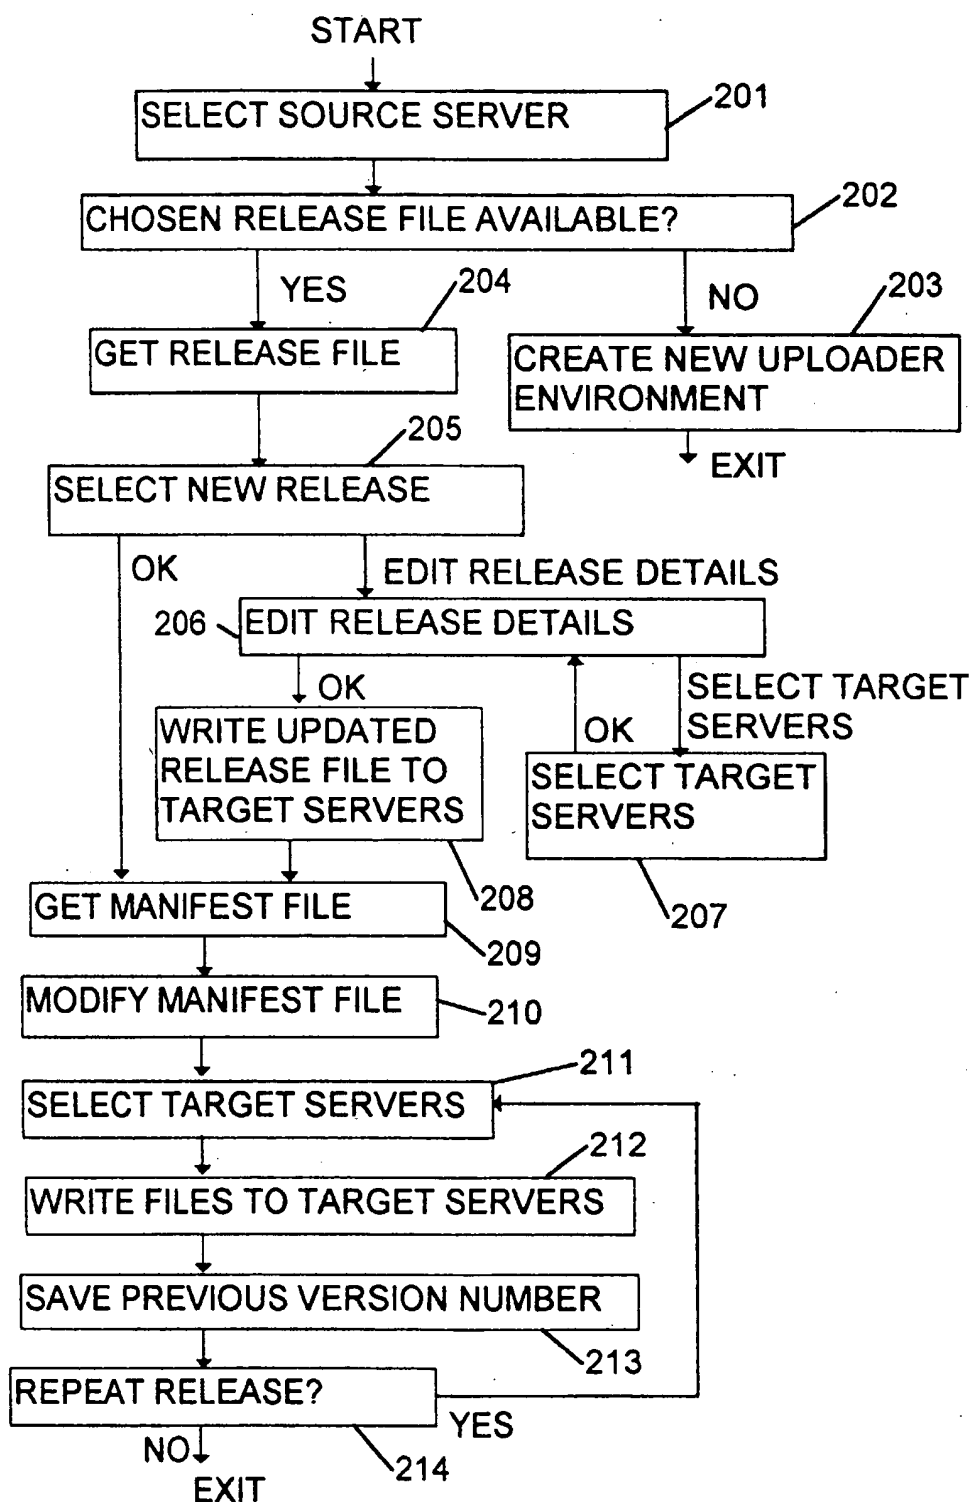 START
SELECT SOURCE SERVER
201
CHOSEN RELEASE FILE AVAILABLE?
202
YES
204
NO
203
GET RELEASE FILE
CREATE NEW UPLOADER
ENVIRONMENT
205
EXIT
SELECT NEW RELEASE
OK
EDIT RELEASE DETAILS
206
EDIT RELEASE DETAILS
OK
SELECT TARGET
SERVERS
OK
WRITE UPDATED
RELEASE FILE TO
TARGET SERVERS
SELECT TARGET
SERVERS
208
207
GET MANIFEST FILE
209
MODIFY MANIFEST FILE
210
211
SELECT TARGET SERVERS
212
WRITE FILES TO TARGET SERVERS
SAVE PREVIOUS VERSION NUMBER
213
REPEAT RELEASE?
YES
NO
214
EXIT